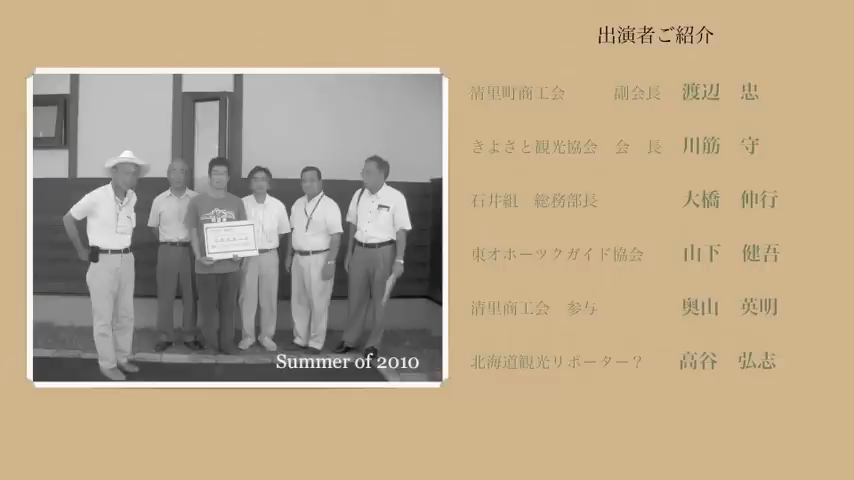 出演者ご紹介
清里町商工会 副会長 渡辺 忠
きよさと観光協会 会 長 川筋 守
石井組 総務部長 大橋 伸行
東オホーツクガイド協会 山下 健吾
清里商工会 参与 奥山 英明
北海道観光リポーター？ 高谷 弘志
Summer of 2010